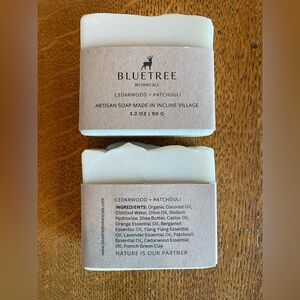 BLUETREE
BOTANICALS
CEDARWOOD + PATCHOULI
ARTISAN SOAP MADE IN INCLINE VILLAGE
3.2 OZ | 90 G
www.bluetreebotanicals.com
CEDARWOOD + PATCHOULI
INGREDIENTS: Organic Coconut Oil,
Distilled Water, Olive Oil, Sodium
Hydroxide, Shea Butter, Castor Oil,
Orange Essential Oil, Bergamot
Essential Oil, Ylang Ylang Essential
Oil, Lavender Essential Oil, Patchouli
Essential Oil, Cedarwood Essential
Oil, French Green Clay
NATURE IS OUR PARTNER